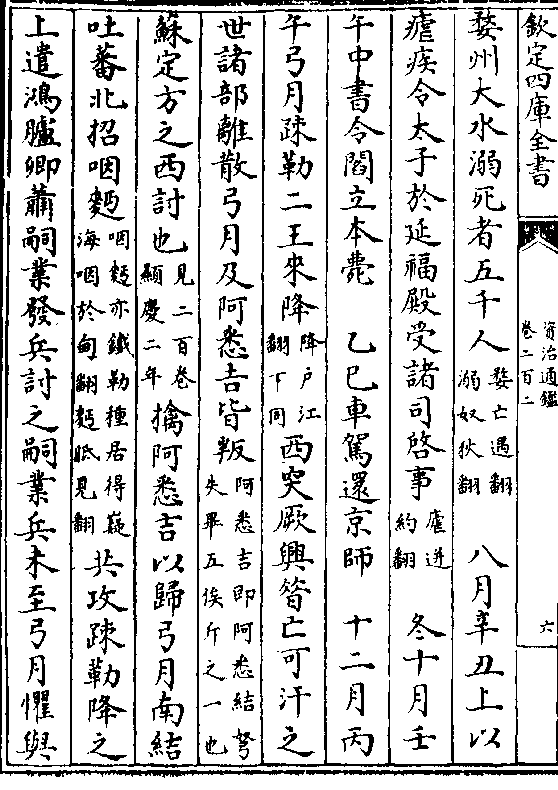 欽定四庫全書
資治通鑑
卷二百二
六
婺州大水溺死者五千人婺亡遇翻溺奴狄翻　八月辛丑上以
瘧疾令太子於延福殿受諸司啓事瘧逆約翻　冬十月壬
午中書令閻立本薨　乙巳車駕還京師　十二月丙
午弓月疎勒二王來降降戶江翻下同　西突厥興昔亡可汗之
世諸部離散弓月及阿悉吉皆叛阿悉吉即阿悉結弩失畢五俟斤之一也
蘇定方之西討也見二百卷顯慶二年擒阿悉吉以歸弓月南結
吐蕃北招咽麪咽麪亦鐵勒種居得嶷海咽於甸翻麪眠見翻共攻疎勒降之
上遣鴻臚卿蕭嗣業發兵討之嗣業兵未至弓月懼與